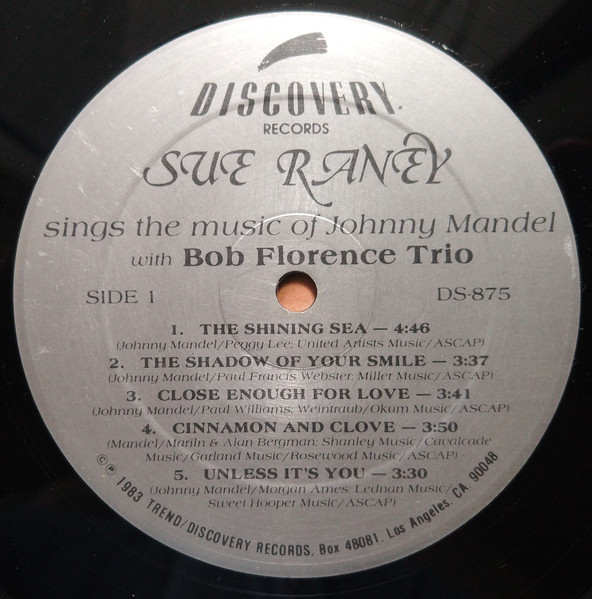 DISCOVERY.
RECORDS
SUE RANEY
sings the music of Johnny Mandel
with Bob Florence Trio
SIDE 1
DS-875
1. THE SHINING SEA — 4:46
(Johnny Mandel/Peggy Lee; United Artists Music/ASCAP)
2. THE SHADOW OF YOUR SMILE — 3:37
(Johnny Mandel/Paul Francis Webster; Miller Music/ASCAP)
3. CLOSE ENOUGH FOR LOVE — 3:41
(Johnny Mandel/Paul Williams; Weintraub/Okum Music/ASCAP)
4. CINNAMON AND CLOVE — 3:50
(Mandel/Mariln & Alan Bergman; Shanley Music/Cavalcade
Music/Garland Music/Rosewood Music/ASCAP)
5. UNLESS IT'S YOU — 3:30
(Johnny Mandel/Morgan Ames; Lednan Music/
Sweet Hooper Music/ASCAP)
©℗ 1983 TREND/DISCOVERY RECORDS. Box 48081. Los Angeles, CA. 90048